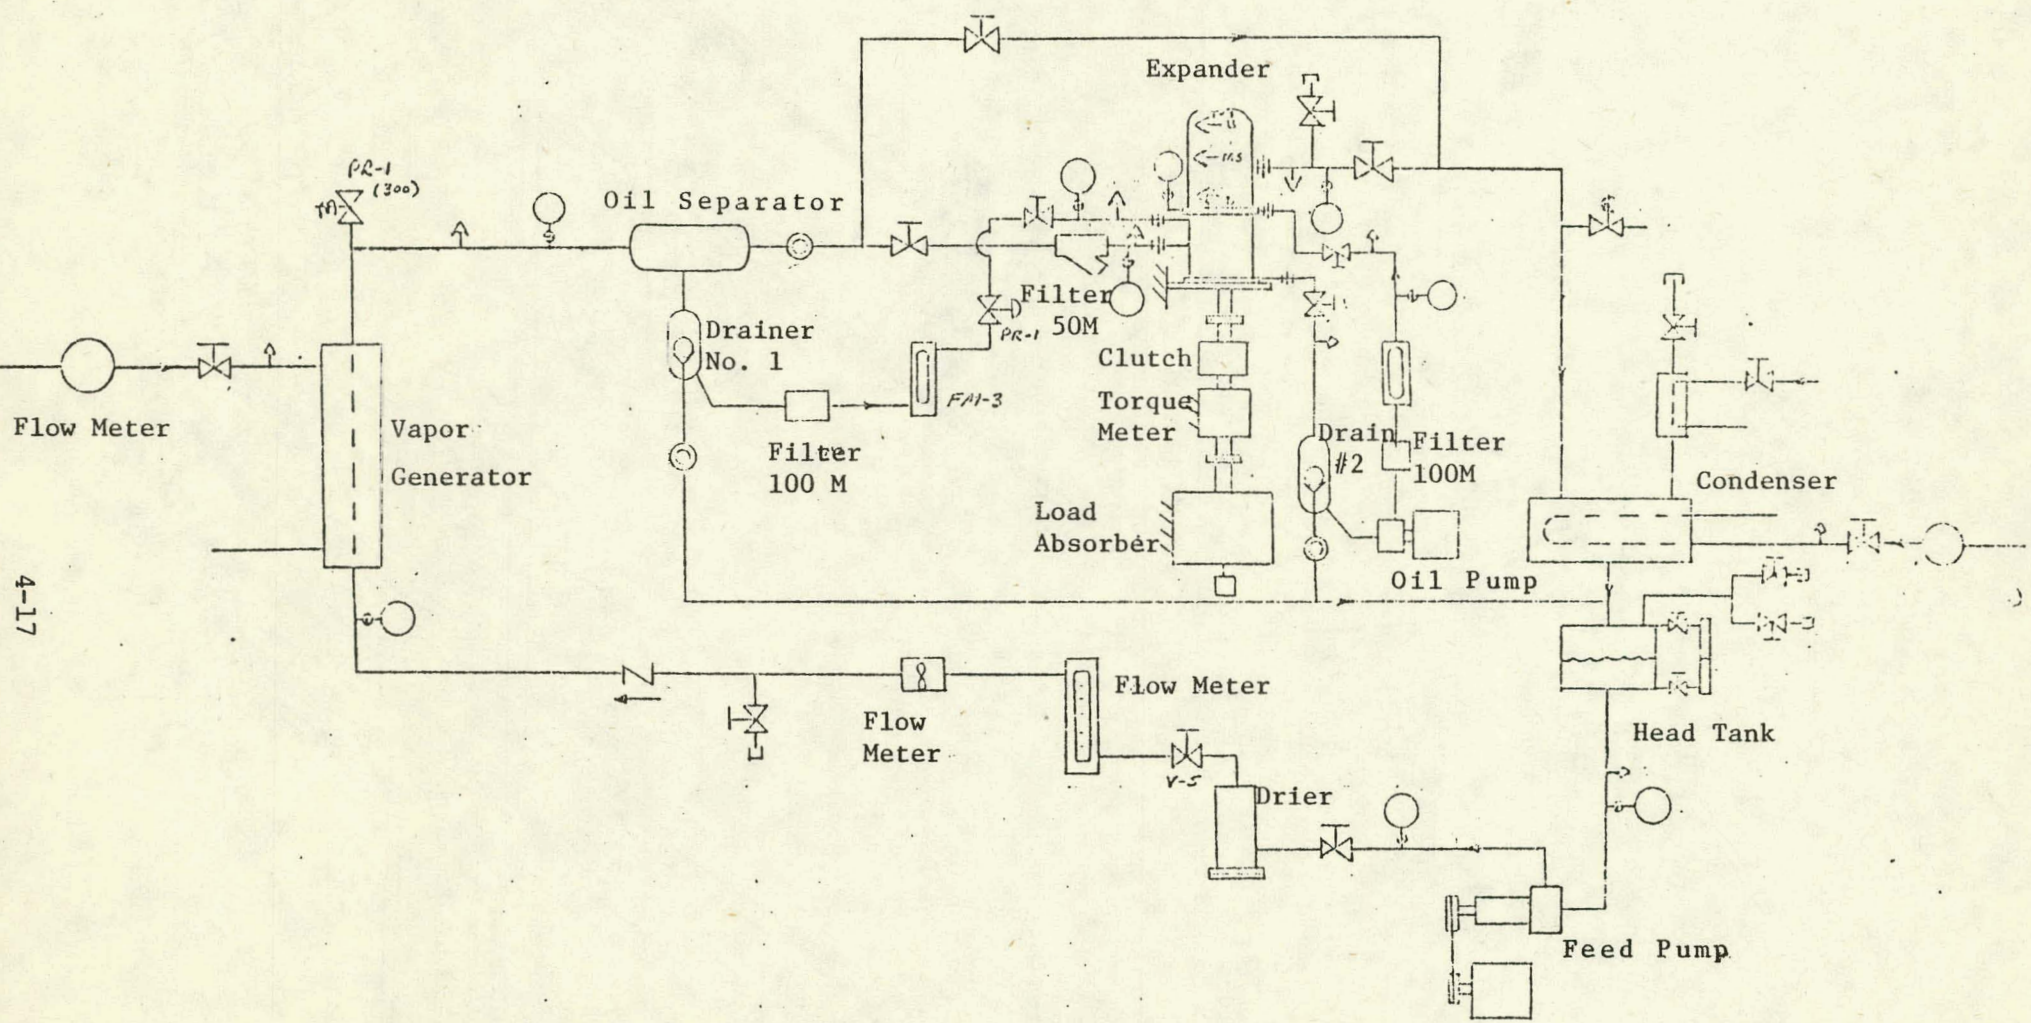 Expander
PR-1
(300)
Oil Separator
Filter
50M
PR-1
Drainer
No. 1
FM-3
Clutch
Torque
Meter
Flow Meter
Vapor
Generator
Filter
100 M
Drain
#2
Filter
100M
Load
Absorber
Condenser
Oil Pump
4-17
Flow Meter
Flow
Meter
Head Tank
V-5
Drier
Feed Pump